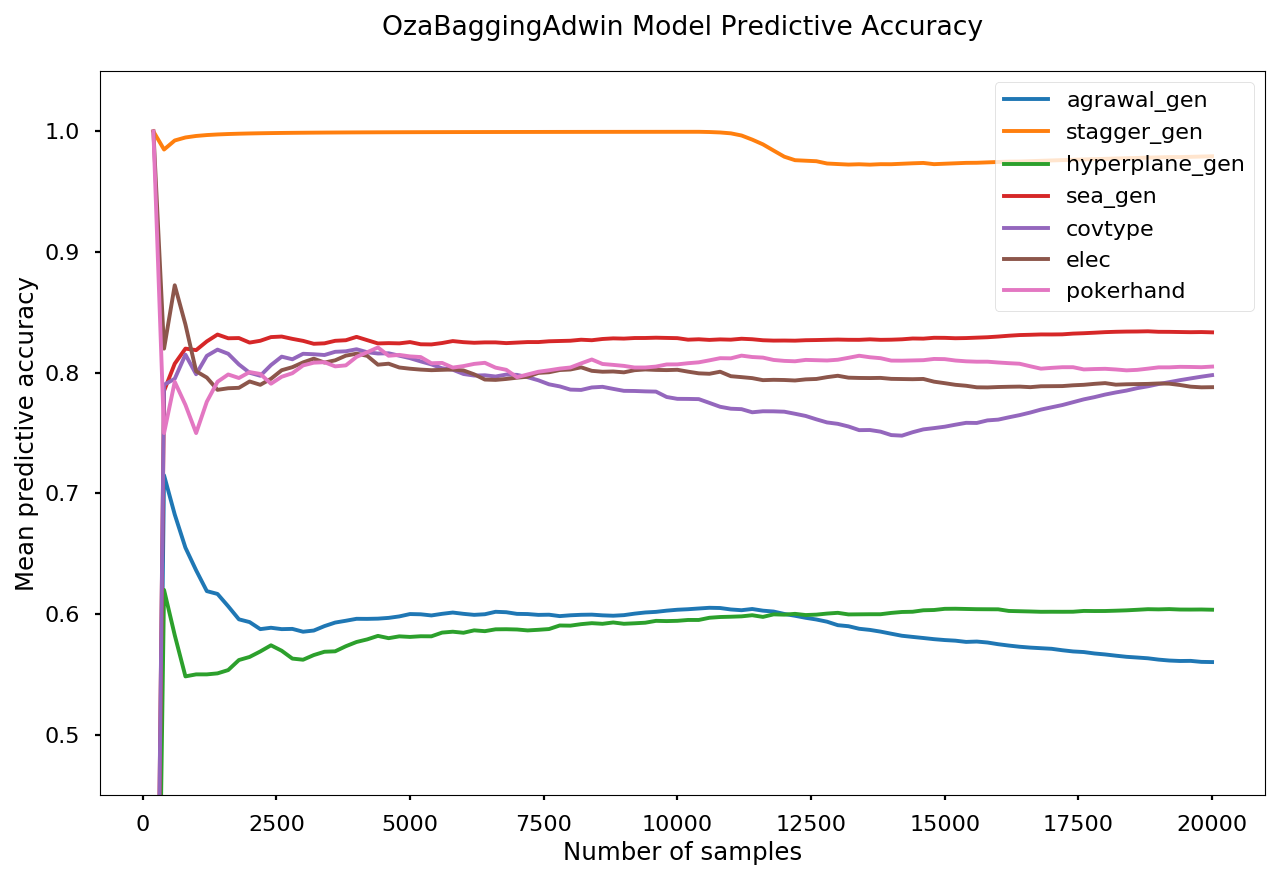 OzaBaggingAdwin Model Predictive Accuracy
agrawal_gen
stagger_gen
hyperplane_gen
sea_gen
covtype
elec
pokerhand
Mean predictive accuracy
1.0
0.9
0.8
0.7
0.6
0.5
0 2500 5000 7500 10000 12500 15000 17500 20000
Number of samples